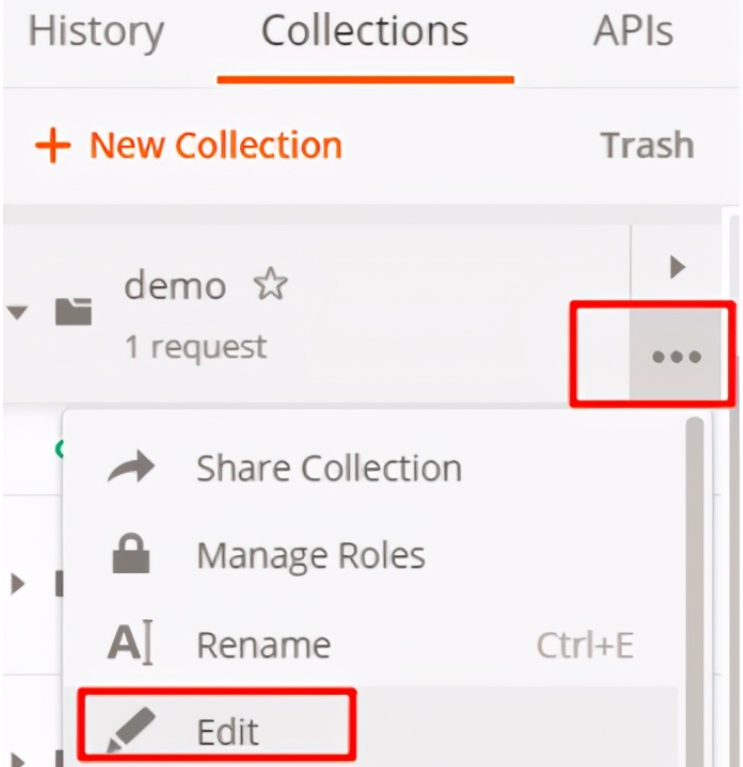 History Collections APIs
+ New Collection Trash
demo
1 request
Share Collection
Manage Roles
Rename Ctrl+E
Edit